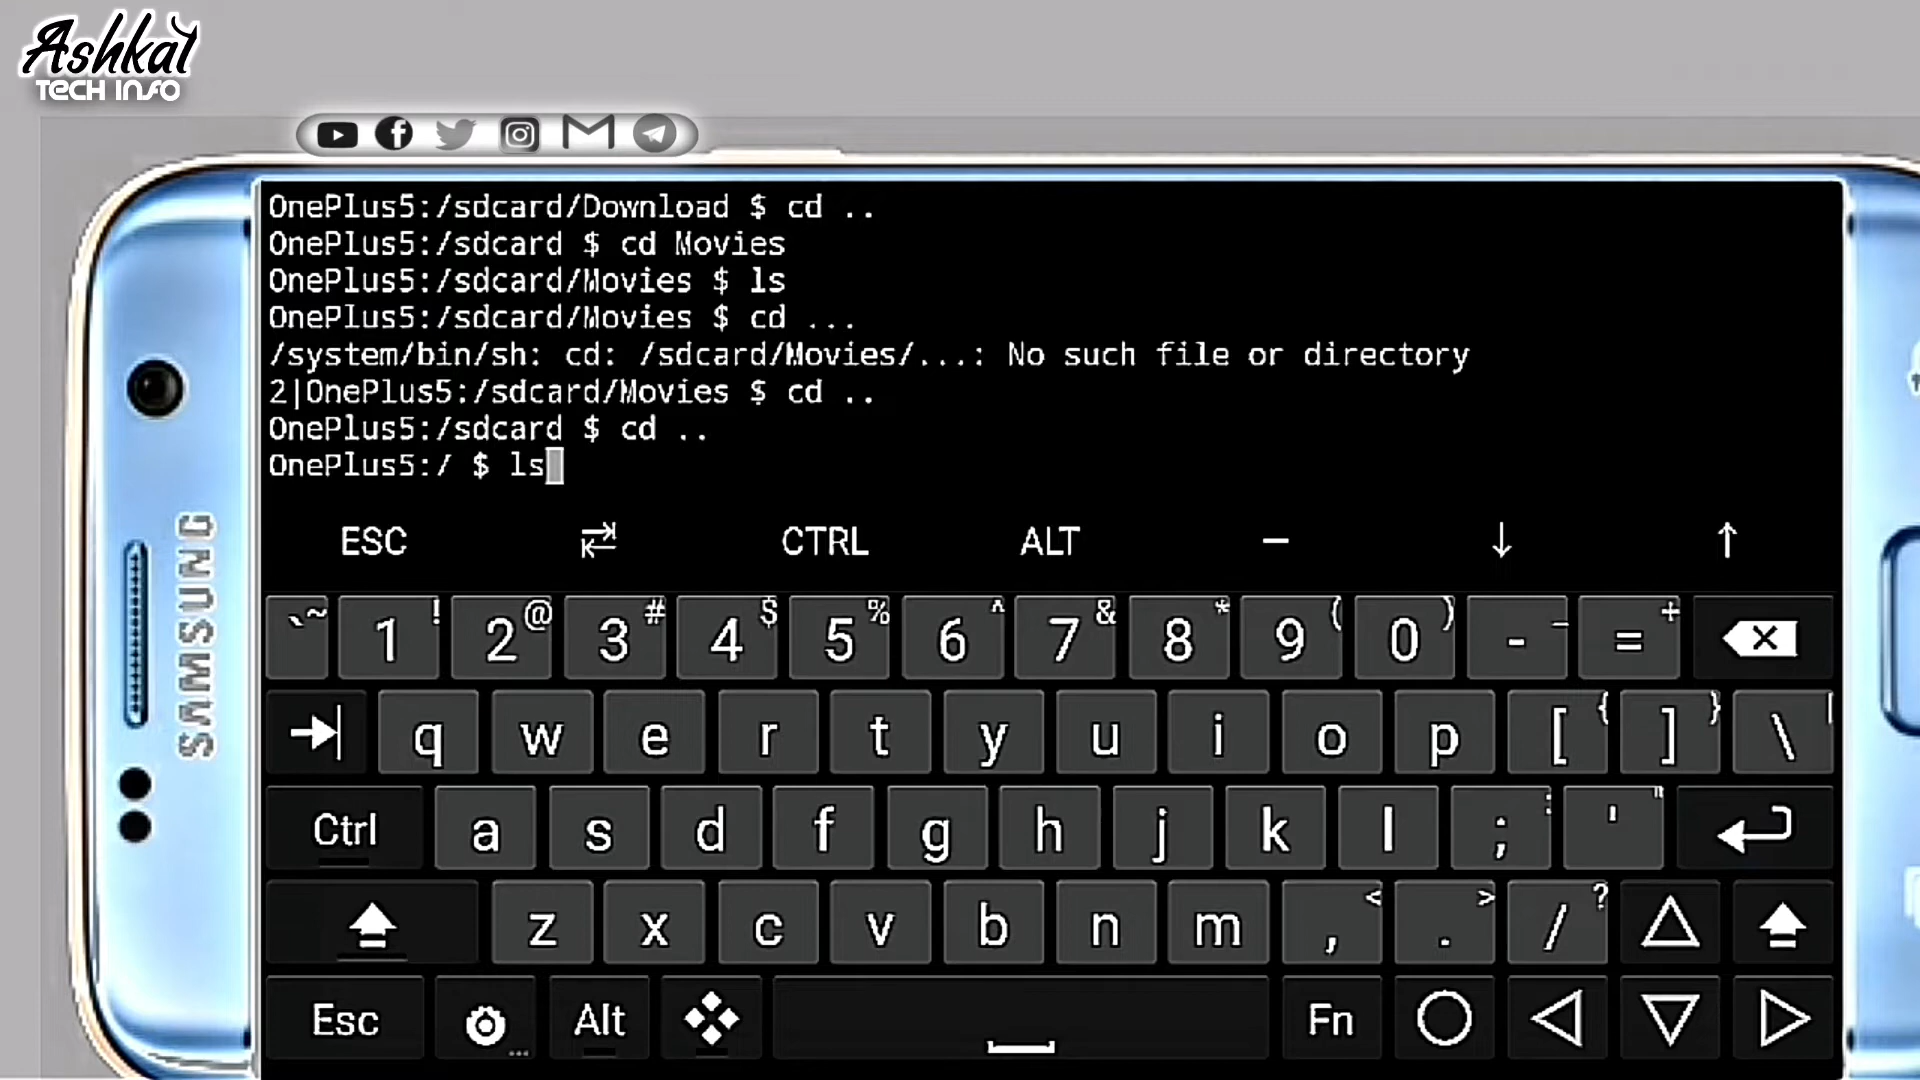 Ashkal
TECH INFO
OnePlus5:/sdcard/Download $ cd ..
OnePlus5:/sdcard $ cd Movies
OnePlus5:/sdcard/Movies $ ls
OnePlus5:/sdcard/Movies $ cd ...
/system/bin/sh: cd: /sdcard/Movies/...: No such file or directory
2|OnePlus5:/sdcard/Movies $ cd ..
OnePlus5:/sdcard $ cd ..
OnePlus5:/ $ ls
SAMSUNG
ESC CTRL ALT – ↓ ↑
` ~ 1 ! 2 @ 3 # 4 $ 5 % 6 ^ 7 & 8 * 9 ( 0 ) - _ = +
q w e r t y u i o p [ { ] } \ |
Ctrl a s d f g h j k l ; : ' "
z x c v b n m , < . > / ?
Esc Alt Fn